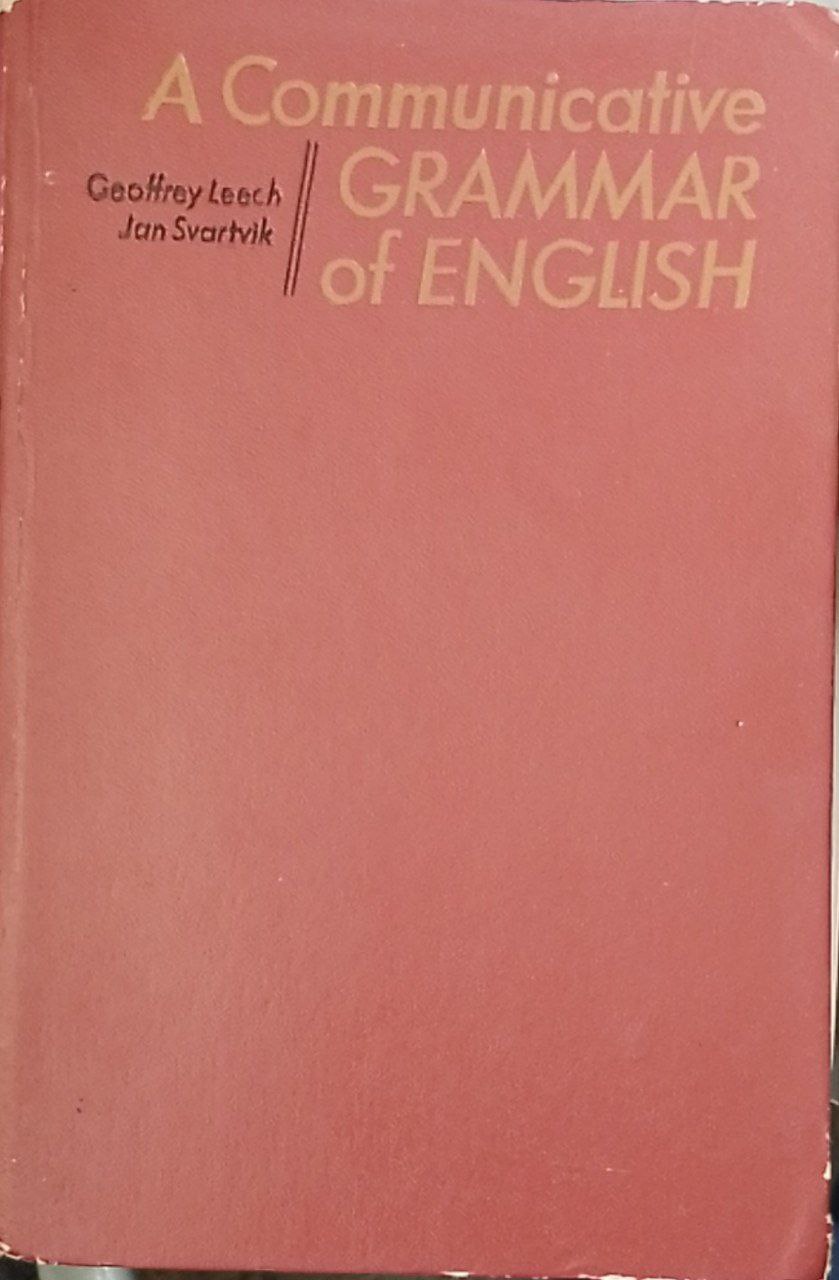 A Communicative
GRAMMAR
of ENGLISH
Geoffrey Leech
Jan Svartvik